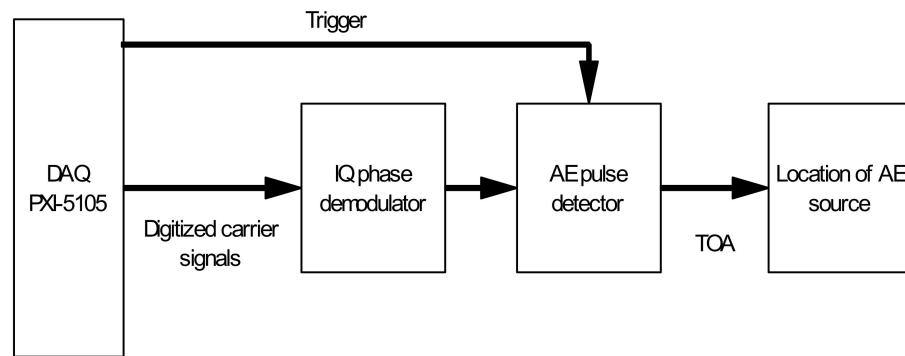 Trigger
DAQ
PXI-5105
Digitized carrier
signals
IQ phase
demodulator
AE pulse
detector
TOA
Location of AE
source